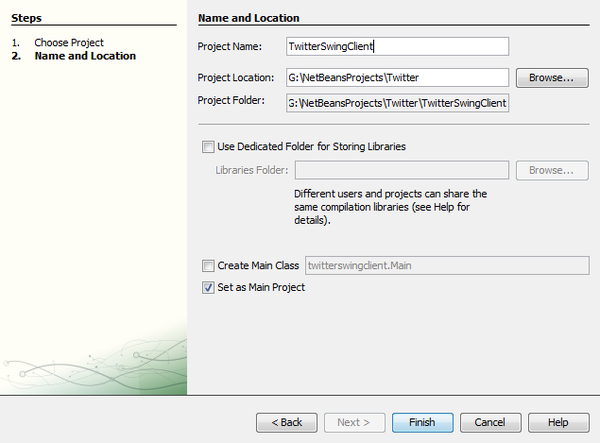 Steps
1. Choose Project
2. Name and Location
Name and Location
Project Name: TwitterSwingClient
Project Location: G:\NetBeansProjects\Twitter Browse...
Project Folder: G:\NetBeansProjects\Twitter\TwitterSwingClient
Use Dedicated Folder for Storing Libraries
Libraries Folder: Browse...
Different users and projects can share the
same compilation libraries (see Help for
details).
Create Main Class twitterswingclient.Main
Set as Main Project
< Back Next > Finish Cancel Help